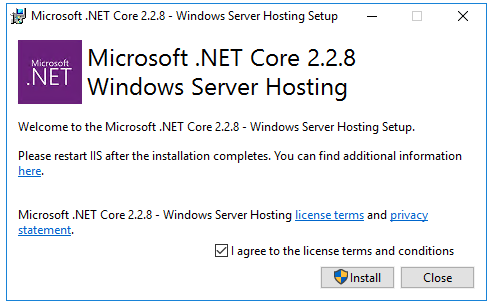 Microsoft .NET Core 2.2.8 - Windows Server Hosting Setup
Microsoft
.NET
Microsoft .NET Core 2.2.8
Windows Server Hosting
Welcome to the Microsoft .NET Core 2.2.8 - Windows Server Hosting Setup.
Please restart IIS after the installation completes. You can find additional information
here.
Microsoft .NET Core 2.2.8 - Windows Server Hosting license terms and privacy
statement.
I agree to the license terms and conditions
Install
Close